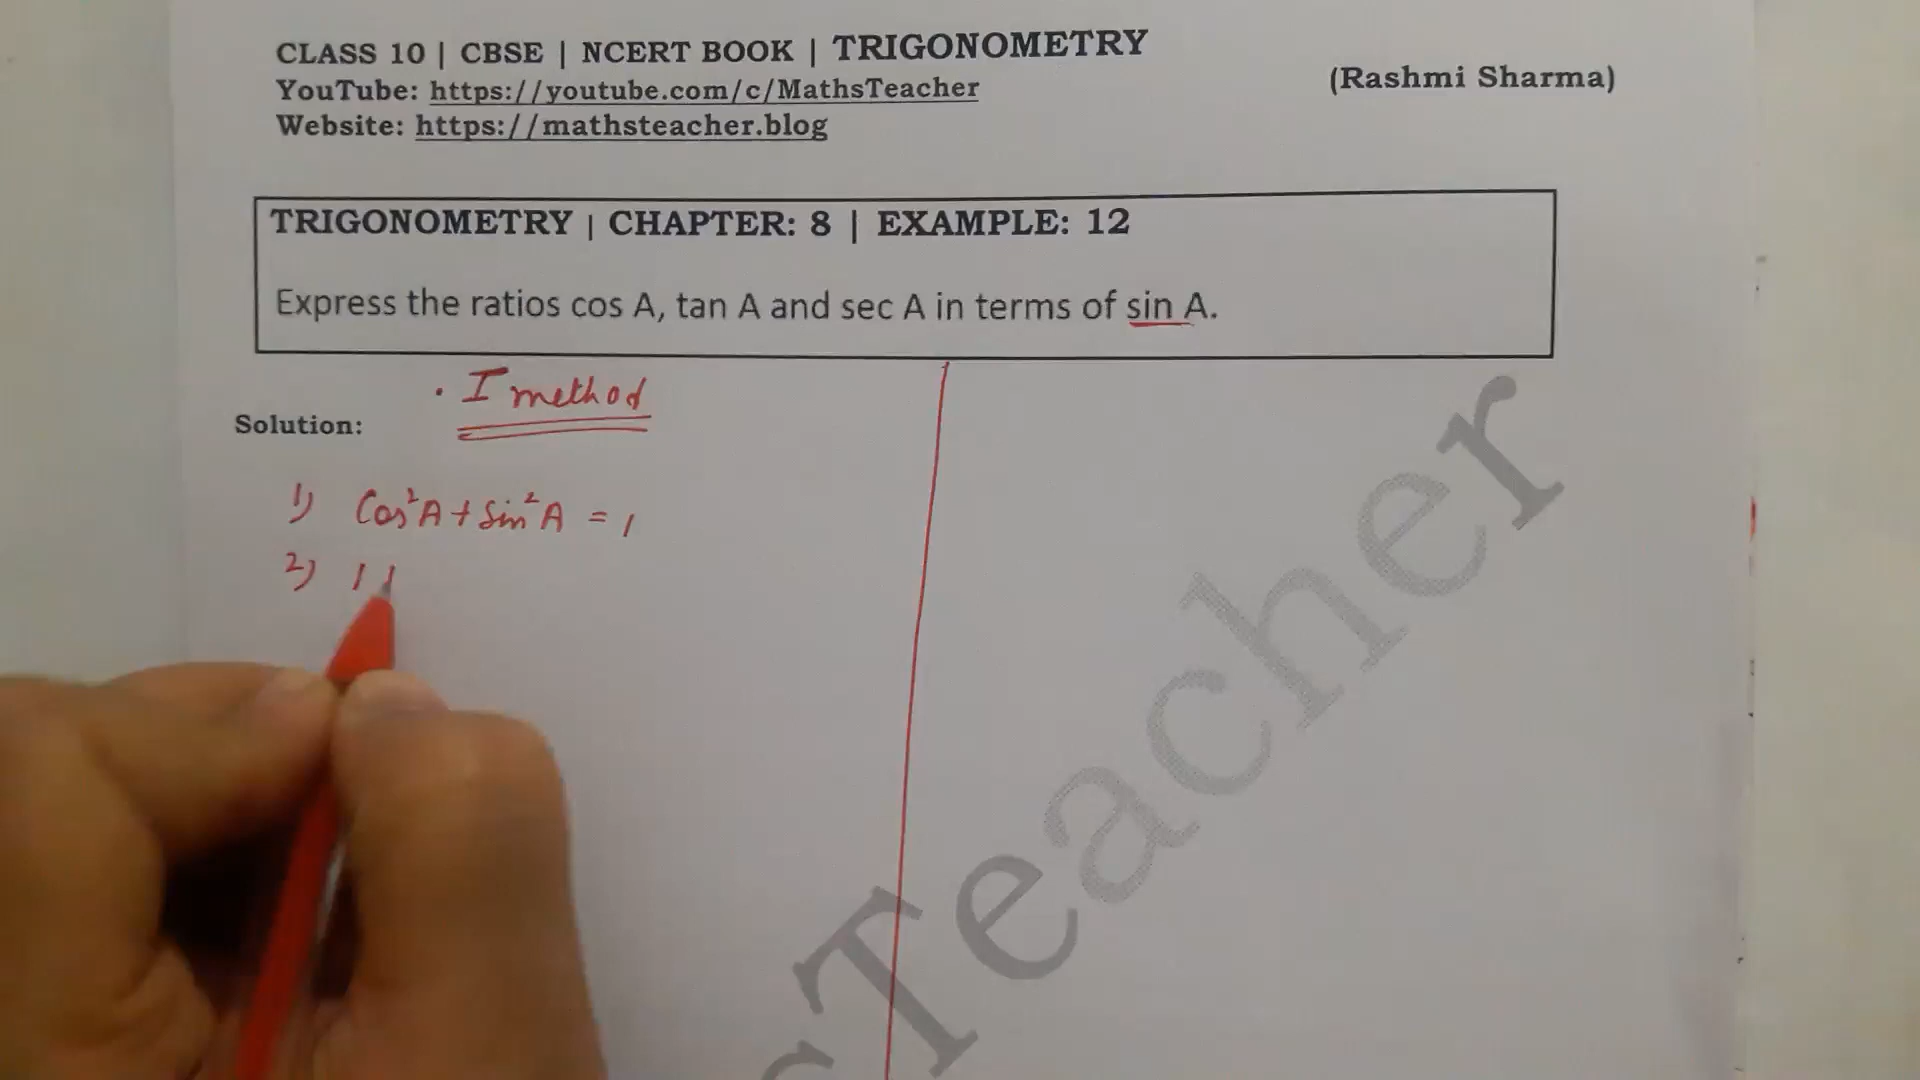 CLASS 10 | CBSE | NCERT BOOK | TRIGONOMETRY
YouTube: https://youtube.com/c/MathsTeacher
Website: https://mathsteacher.blog
(Rashmi Sharma)
TRIGONOMETRY | CHAPTER: 8 | EXAMPLE: 12
Express the ratios cos A, tan A and sec A in terms of sin A.
· I method
Solution:
1) Cos²A + Sin²A = 1
2) 1
sTeacher